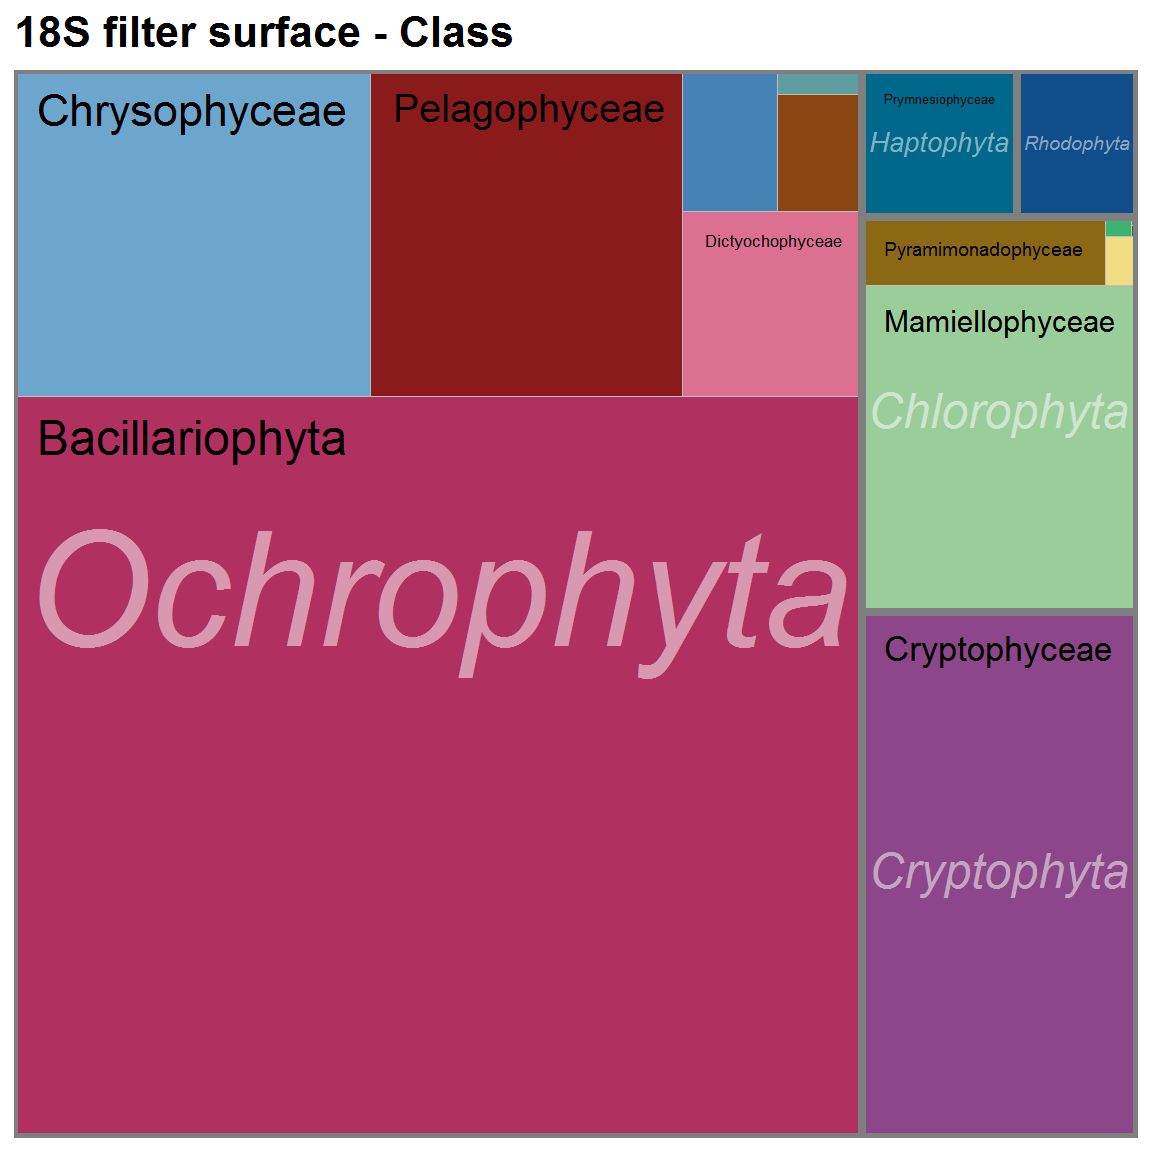 18S filter surface - Class
Chrysophyceae
Pelagophyceae
Dictyochophyceae
Bacillariophyta
Ochrophyta
Prymnesiophyceae
Haptophyta
Rhodophyta
Pyramimonadophyceae
Mamiellophyceae
Chlorophyta
Cryptophyceae
Cryptophyta